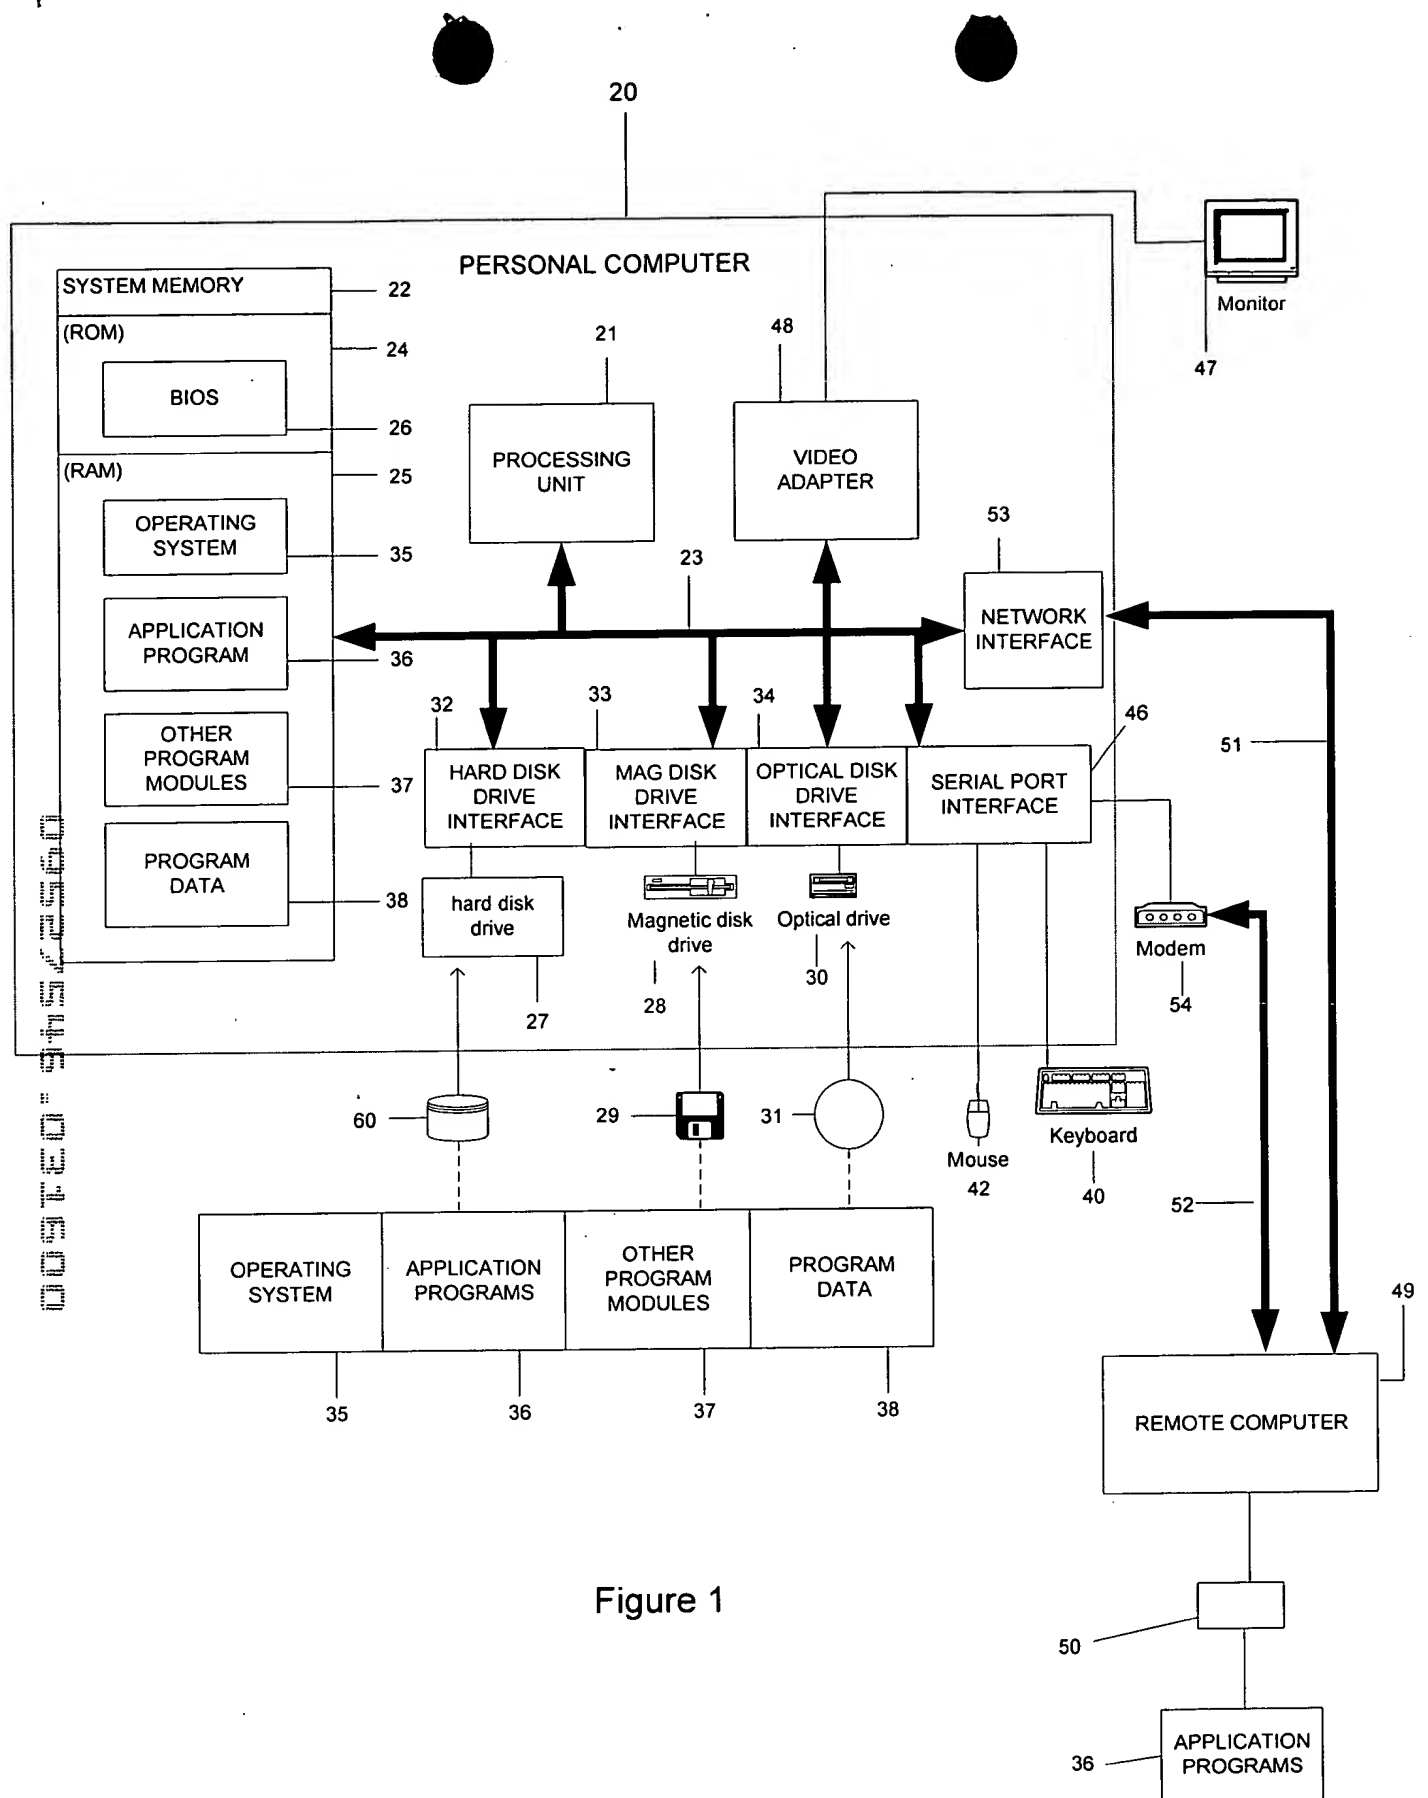 20
PERSONAL COMPUTER
SYSTEM MEMORY
22
(ROM)
24
BIOS
26
(RAM)
25
OPERATING
SYSTEM
35
APPLICATION
PROGRAM
36
OTHER
PROGRAM
MODULES
37
PROGRAM
DATA
38
21
PROCESSING
UNIT
48
VIDEO
ADAPTER
Monitor
47
53
NETWORK
INTERFACE
23
32
HARD DISK
DRIVE
INTERFACE
33
MAG DISK
DRIVE
INTERFACE
34
OPTICAL DISK
DRIVE
INTERFACE
46
SERIAL PORT
INTERFACE
51
hard disk
drive
27
Magnetic disk
drive
28
Optical drive
30
Modem
54
60
29
31
Mouse
42
Keyboard
40
52
OPERATING
SYSTEM
APPLICATION
PROGRAMS
OTHER
PROGRAM
MODULES
PROGRAM
DATA
35
36
37
38
49
REMOTE COMPUTER
50
36
APPLICATION
PROGRAMS
Figure 1
09527545.031600